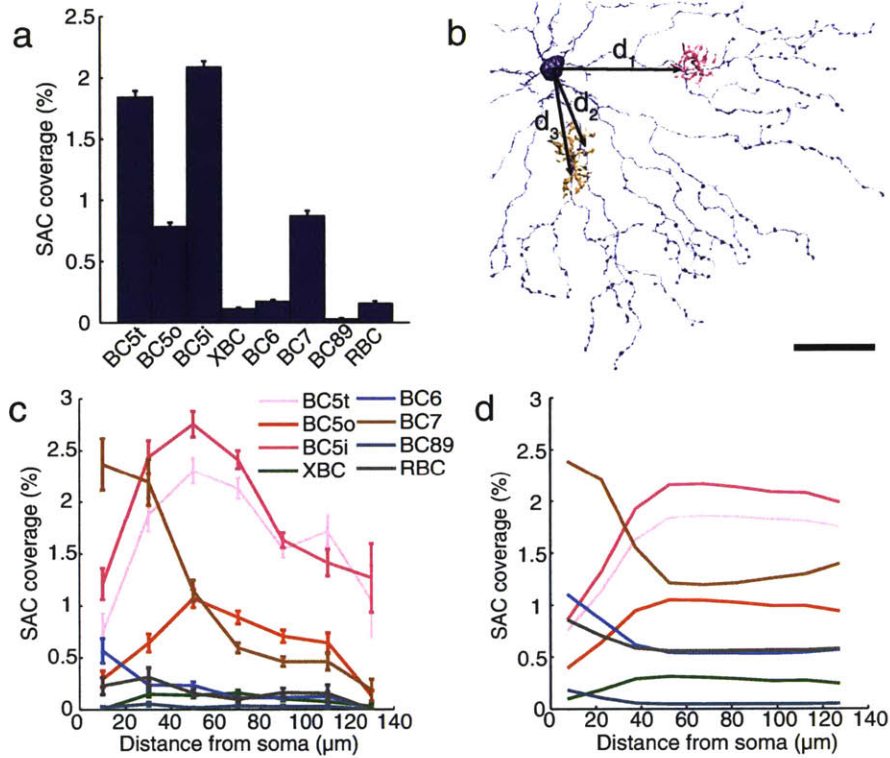 a
SAC coverage (%)
2.5
2
1.5
1
0.5
0
BC5t
BC5o
BC5i
XBC
BC6
BC7
BC89
RBC
b
d1
d2
d3
c
SAC coverage (%)
3
2.5
2
1.5
1
0.5
0
BC5t
BC5o
BC5i
XBC
BC6
BC7
BC89
RBC
0 20 40 60 80 100 120 140
Distance from soma (μm)
d
SAC coverage (%)
3
2.5
2
1.5
1
0.5
0
0 20 40 60 80 100 120 140
Distance from soma (μm)